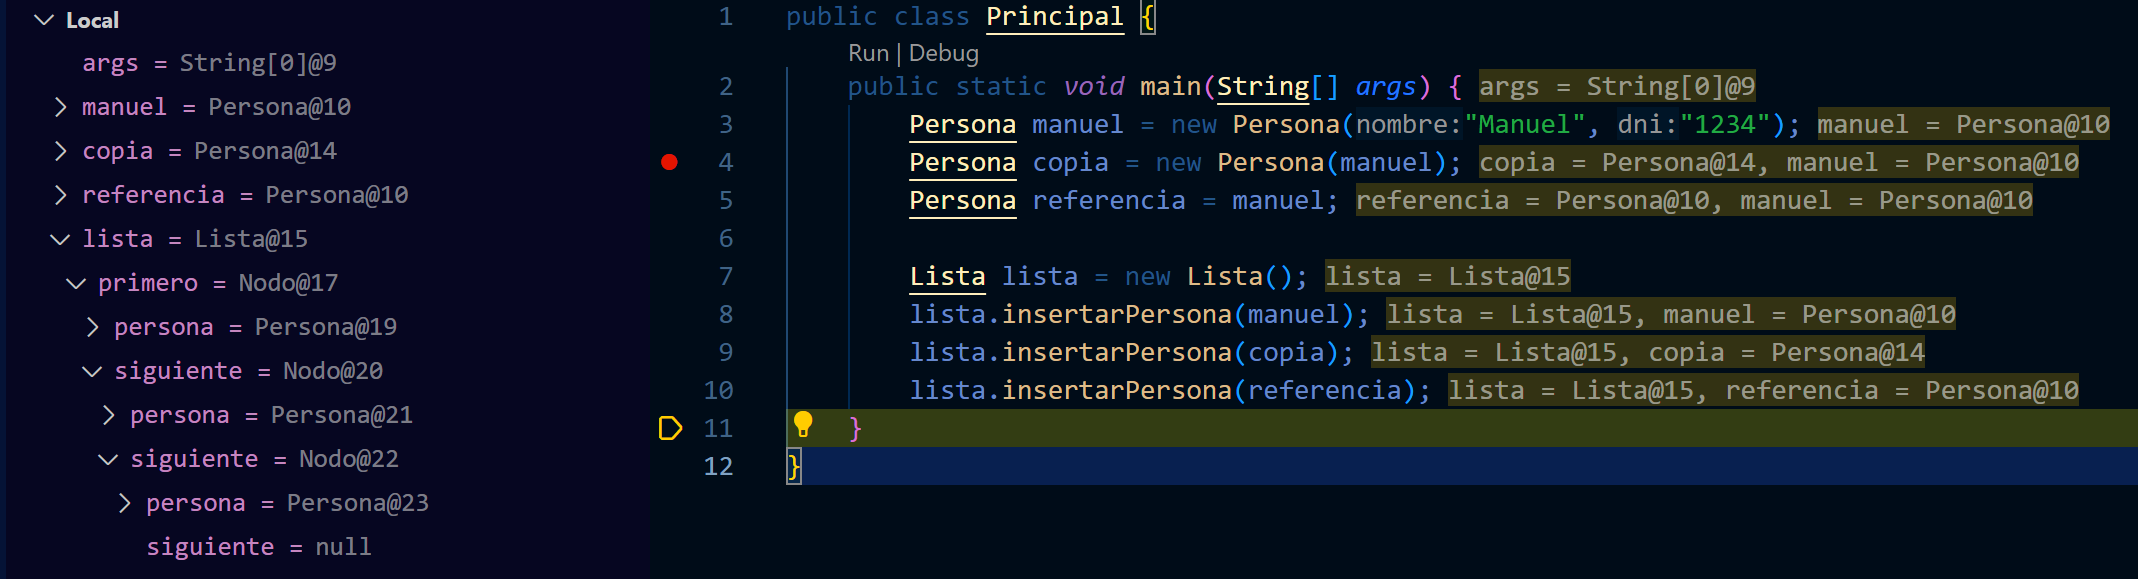 Local
args = String[0]@9
manuel = Persona@10
copia = Persona@14
referencia = Persona@10
lista = Lista@15
primero = Nodo@17
persona = Persona@19
siguiente = Nodo@20
persona = Persona@21
siguiente = Nodo@22
persona = Persona@23
siguiente = null
1 public class Principal {
Run | Debug
2 public static void main(String[] args) { args = String[0]@9
3 Persona manuel = new Persona(nombre:"Manuel", dni:"1234"); manuel = Persona@10
4 Persona copia = new Persona(manuel); copia = Persona@14, manuel = Persona@10
5 Persona referencia = manuel; referencia = Persona@10, manuel = Persona@10
6
7 Lista lista = new Lista(); lista = Lista@15
8 lista.insertarPersona(manuel); lista = Lista@15, manuel = Persona@10
9 lista.insertarPersona(copia); lista = Lista@15, copia = Persona@14
10 lista.insertarPersona(referencia); lista = Lista@15, referencia = Persona@10
11 }
12 }